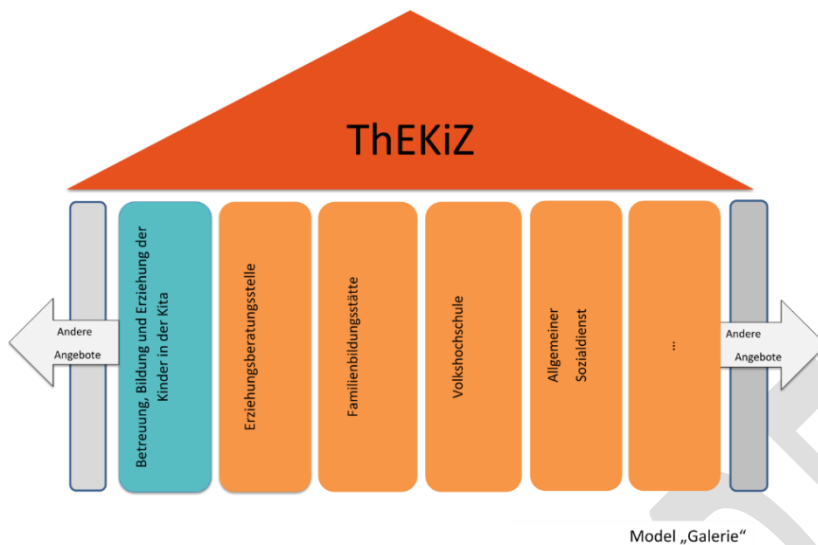 ThEKiZ
Andere
Angebote
Betreuung, Bildung und Erziehung der
Kinder in der Kita
Erziehungsberatungsstelle
Familienbildungsstätte
Volkshochschule
Allgemeiner
Sozialdienst
...
Andere
Angebote
Model „Galerie“